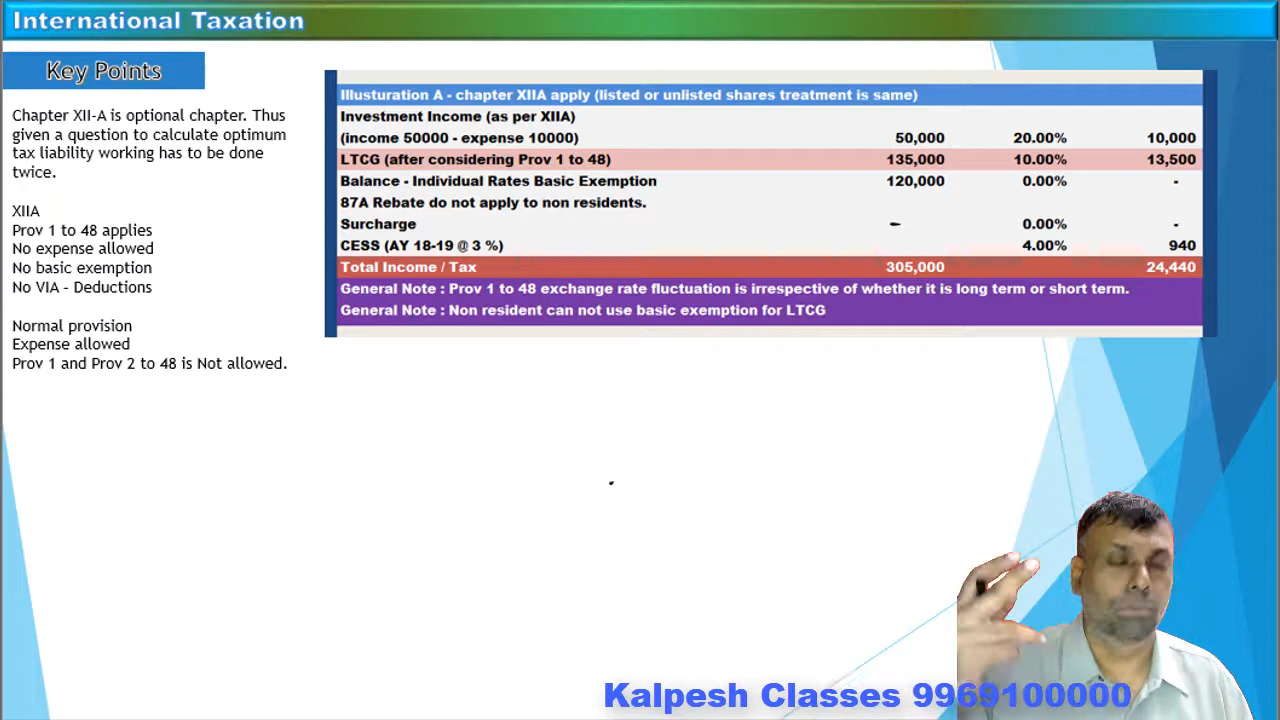 International Taxation
Key Points
Chapter XII-A is optional chapter. Thus
given a question to calculate optimum
tax liability working has to be done
twice.
XIIA
Prov 1 to 48 applies
No expense allowed
No basic exemption
No VIA - Deductions
Normal provision
Expense allowed
Prov 1 and Prov 2 to 48 is Not allowed.
Illusturation A - chapter XIIA apply (listed or unlisted shares treatment is same)
Investment Income (as per XIIA)
(income 50000 - expense 10000) 50,000 20.00% 10,000
LTCG (after considering Prov 1 to 48) 135,000 10.00% 13,500
Balance - Individual Rates Basic Exemption 120,000 0.00% -
87A Rebate do not apply to non residents.
Surcharge - 0.00% -
CESS (AY 18-19 @ 3 %) 4.00% 940
Total Income / Tax 305,000 24,440
General Note : Prov 1 to 48 exchange rate fluctuation is irrespective of whether it is long term or short term.
General Note : Non resident can not use basic exemption for LTCG
Kalpesh Classes 9969100000